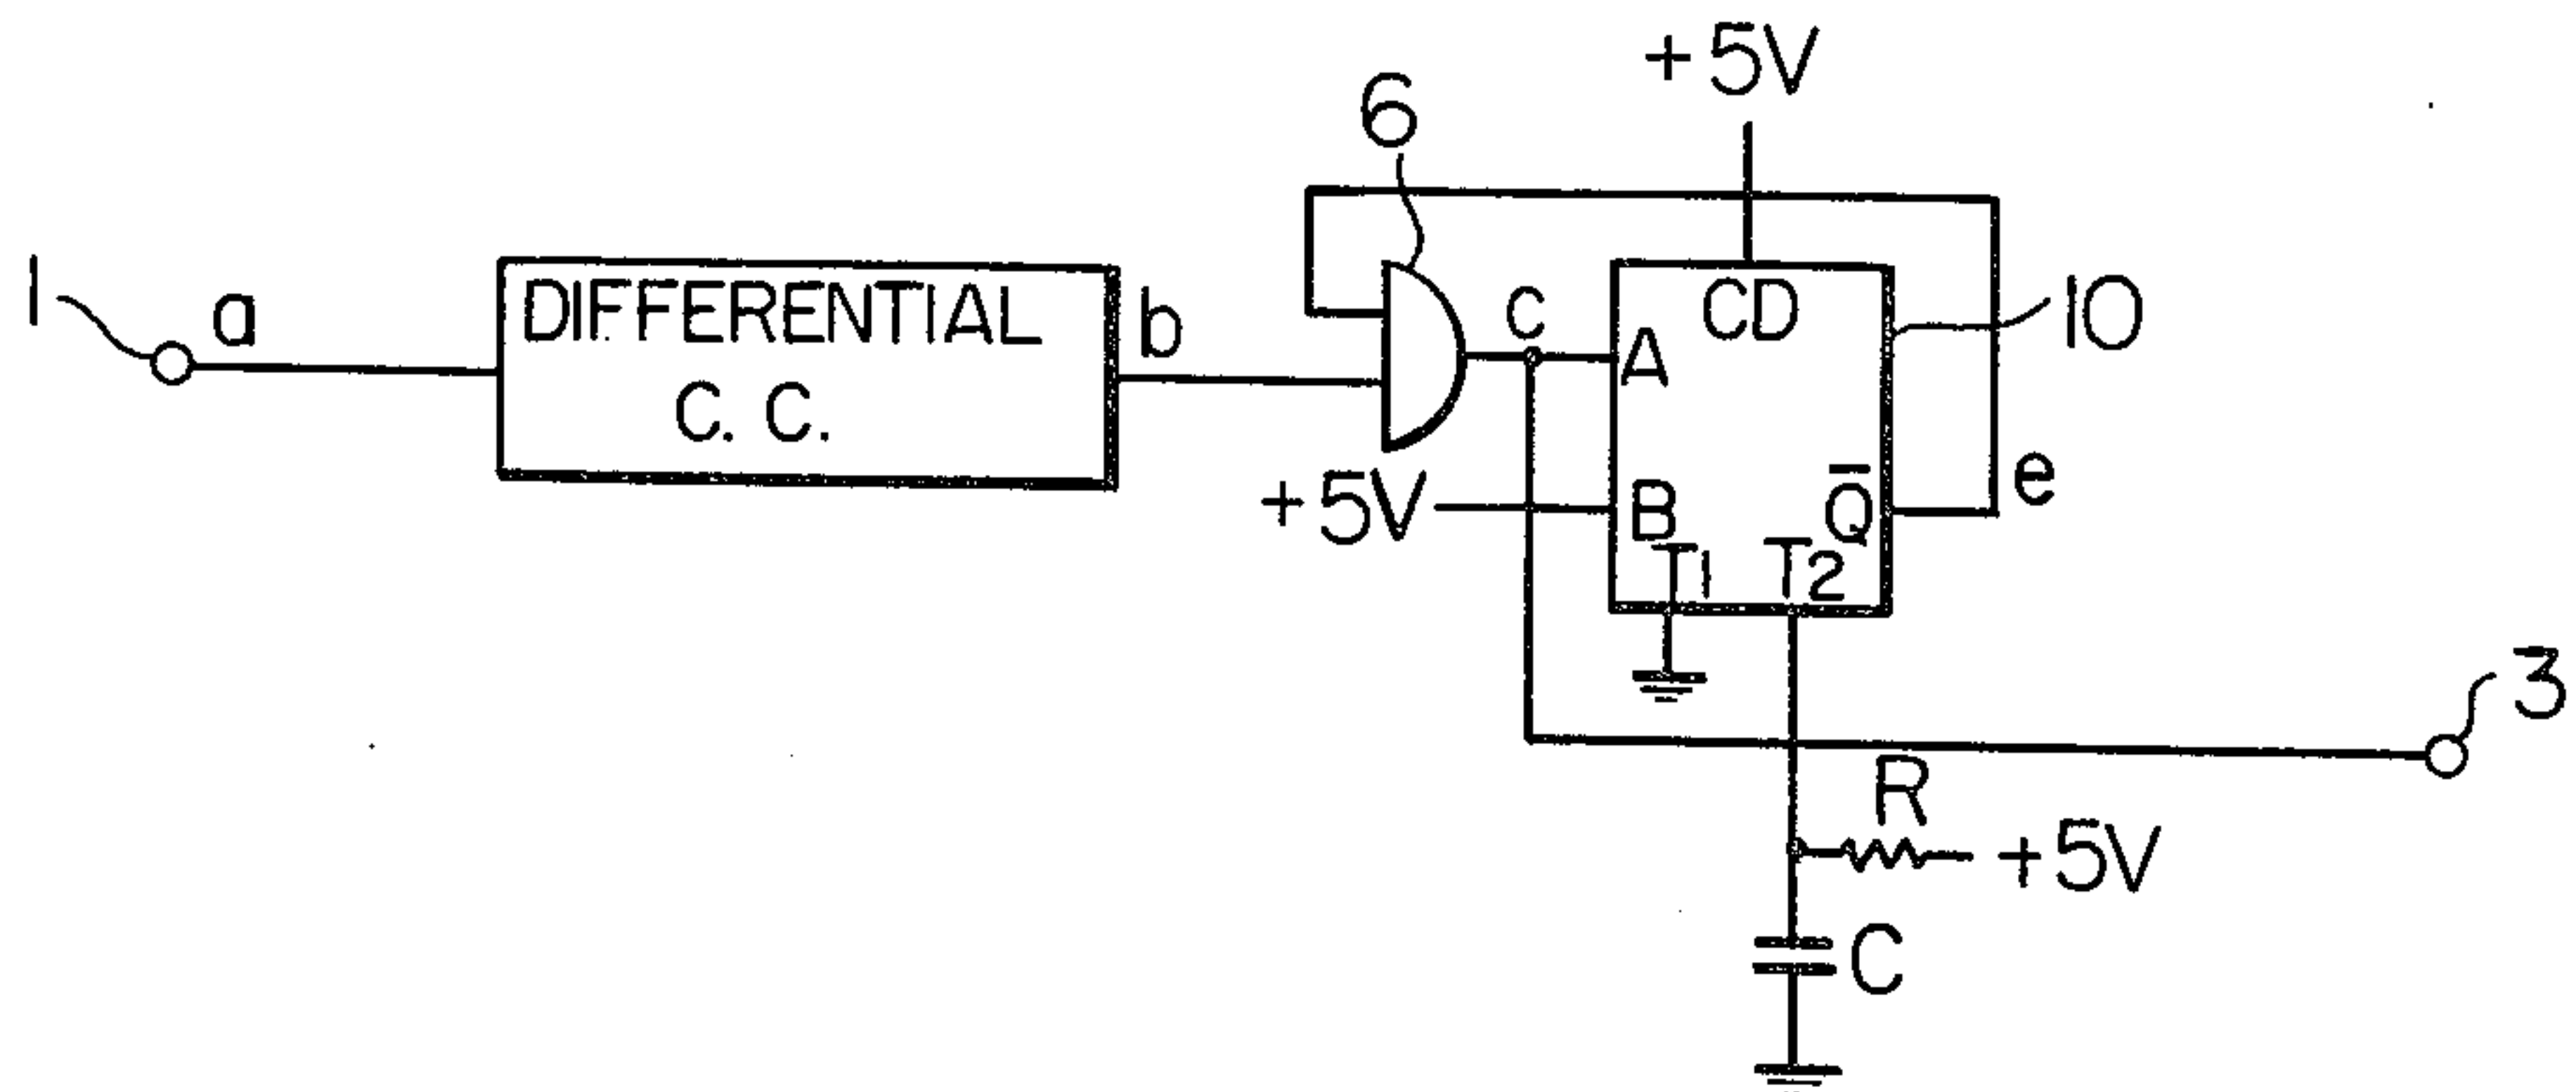 +5V
6
1
a
DIFFERENTIAL
C. C.
b
c
A
CD
10
+5V
B
T1
T2
Q̅
e
3
R
+5V
C